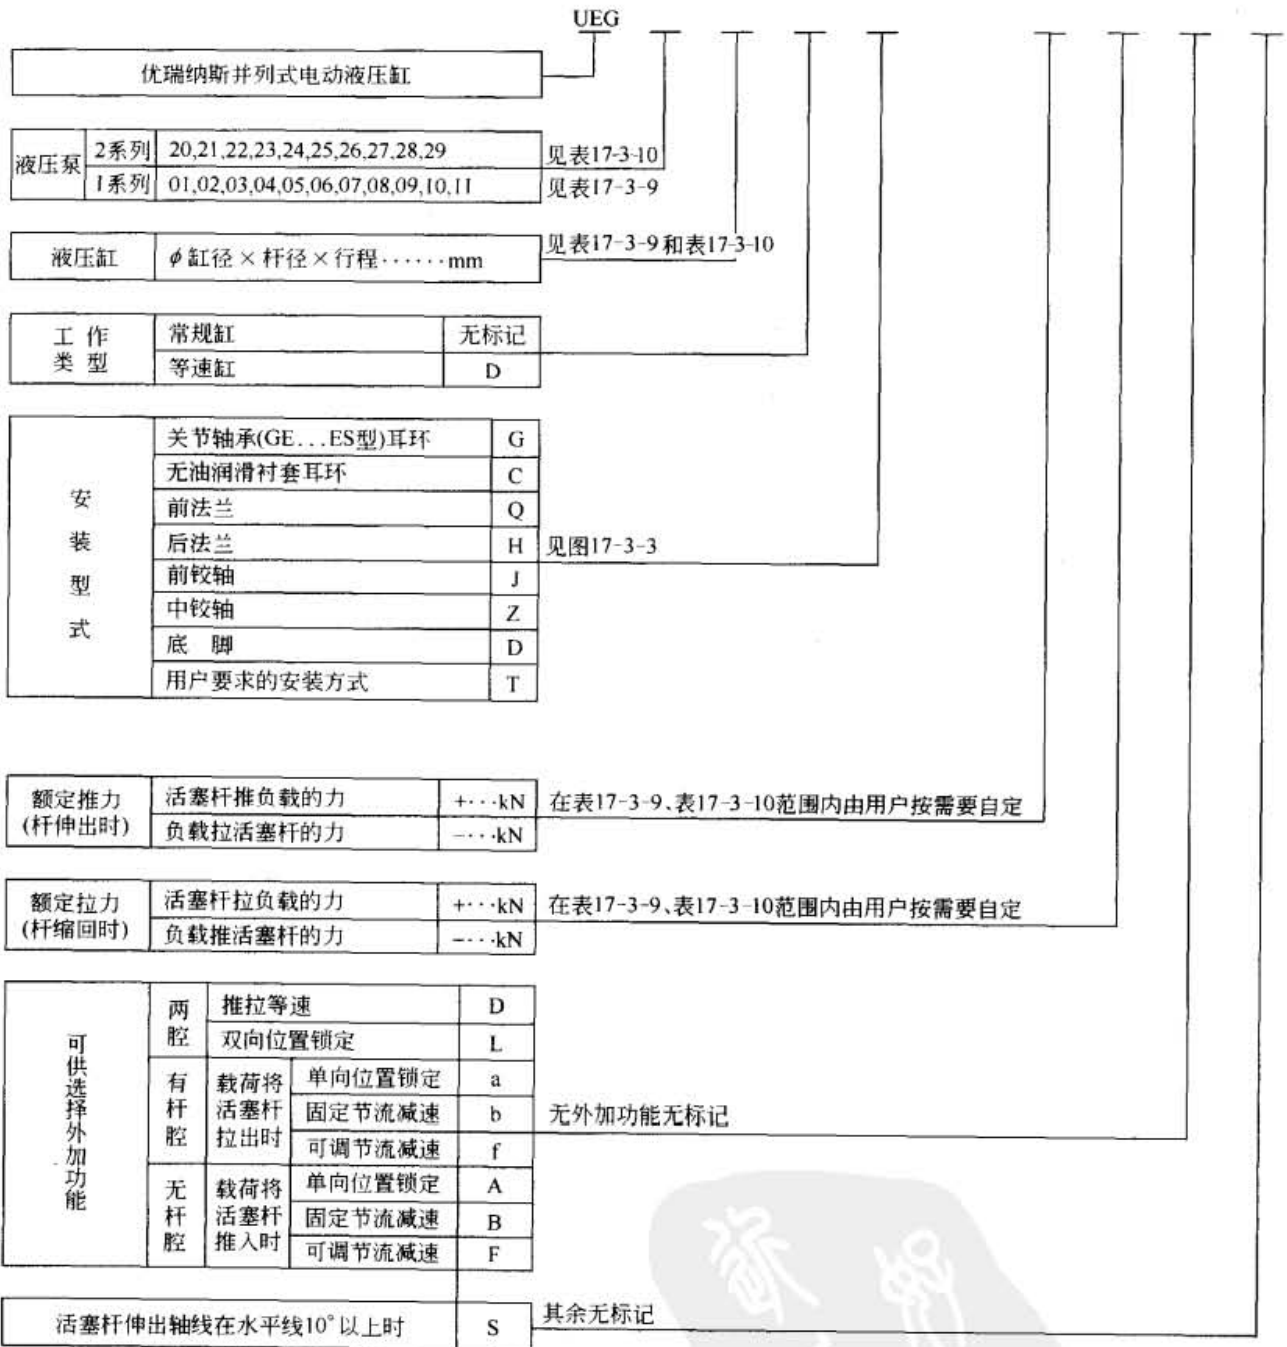 UEG
优瑞纳斯并列式电动液压缸
液压泵 2系列 20,21,22,23,24,25,26,27,28,29 见表17-3-10
1系列 01,02,03,04,05,06,07,08,09,10,11 见表17-3-9
液压缸 φ缸径×杆径×行程······mm 见表17-3-9和表17-3-10
工作类型 常规缸 无标记
等速缸 D
安装型式
关节轴承(GE...ES型)耳环 G
无油润滑衬套耳环 C
前法兰 Q
后法兰 H 见图17-3-3
前铰轴 J
中铰轴 Z
底 脚 D
用户要求的安装方式 T
额定推力(杆伸出时) 活塞杆推负载的力 +···kN 在表17-3-9、表17-3-10范围内由用户按需要自定
负载拉活塞杆的力 -···kN
额定拉力(杆缩回时) 活塞杆拉负载的力 +···kN 在表17-3-9、表17-3-10范围内由用户按需要自定
负载推活塞杆的力 -···kN
可供选择外加功能
两腔 推拉等速 D
双向位置锁定 L
有杆腔 载荷将活塞杆拉出时 单向位置锁定 a
固定节流减速 b 无外加功能无标记
可调节流减速 f
无杆腔 载荷将活塞杆推入时 单向位置锁定 A
固定节流减速 B
可调节流减速 F
活塞杆伸出轴线在水平线10°以上时 S 其余无标记